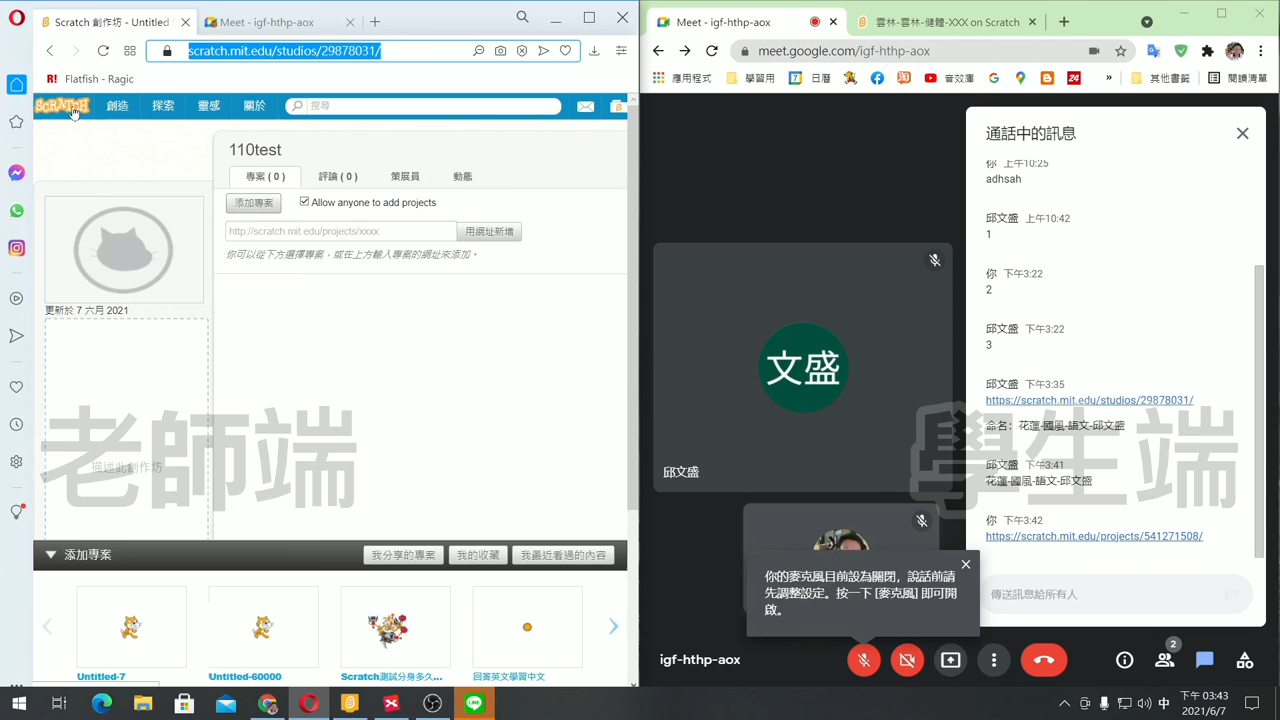 Scratch 創作坊 - Untitled
Meet - igf-hthp-aox
scratch.mit.edu/studios/29878031/
R! Flatfish - Ragic
SCRATCH 創造 探索 靈感 關於 搜尋
110test
專案 ( 0 ) 評論 ( 0 ) 策展員 動態
添加專案 Allow anyone to add projects
http://scratch.mit.edu/projects/xxxx 用網址新增
你可以從下方選擇專案，或在上方輸入專案的網址來添加。
更新於 7 六月 2021
描述此創作坊
老師端
添加專案 我分享的專案 我的收藏 我最近看過的內容
Untitled-7 Untitled-60000 Scratch測試分身多久... 回答英文學習中文
Meet - igf-hthp-aox
雲林-雲林-健體-XXX on Scratch
meet.google.com/igf-hthp-aox
應用程式 學習用 7 日曆 音效庫 24 » 其他書籤 閱讀清單
通話中的訊息
你 上午10:25
adhsah
邱文盛 上午10:42
1
你 下午3:22
2
邱文盛 下午3:22
3
邱文盛 下午3:35
https://scratch.mit.edu/studios/29878031/
命名：花蓮-國風-語文-邱文盛
邱文盛 下午3:41
花蓮-國風-語文-邱文盛
你 下午3:42
https://scratch.mit.edu/projects/541271508/
傳送訊息給所有人
學生端
文盛
邱文盛
你的麥克風目前設為關閉，說話前請
先調整設定。按一下 [麥克風] 即可開
啟。
igf-hthp-aox
2
LINE
中
下午 03:43
2021/6/7